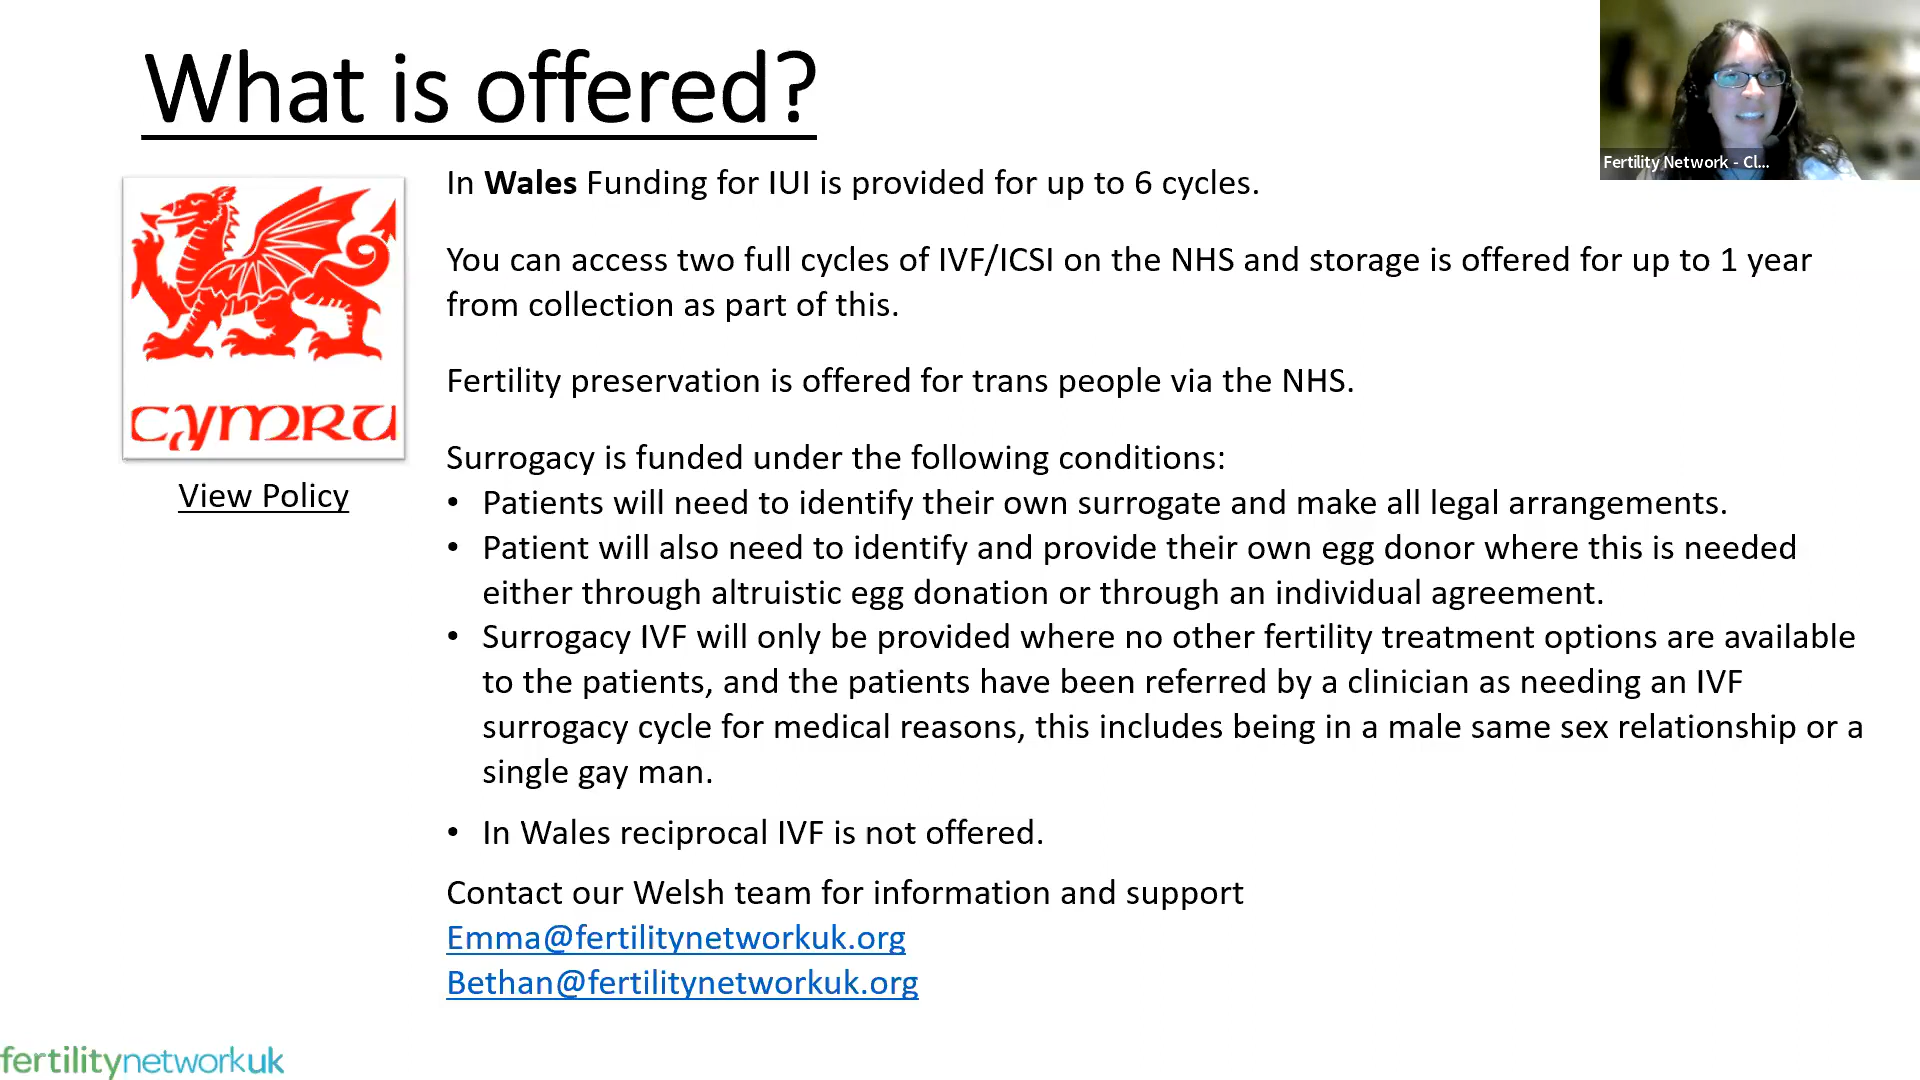 What is offered?
Fertility Network - Cl...
In Wales Funding for IUI is provided for up to 6 cycles.
You can access two full cycles of IVF/ICSI on the NHS and storage is offered for up to 1 year
from collection as part of this.
CYMRU
Fertility preservation is offered for trans people via the NHS.
View Policy
Surrogacy is funded under the following conditions:
• Patients will need to identify their own surrogate and make all legal arrangements.
• Patient will also need to identify and provide their own egg donor where this is needed
either through altruistic egg donation or through an individual agreement.
• Surrogacy IVF will only be provided where no other fertility treatment options are available
to the patients, and the patients have been referred by a clinician as needing an IVF
surrogacy cycle for medical reasons, this includes being in a male same sex relationship or a
single gay man.
• In Wales reciprocal IVF is not offered.
Contact our Welsh team for information and support
Emma@fertilitynetworkuk.org
Bethan@fertilitynetworkuk.org
fertilitynetworkuk